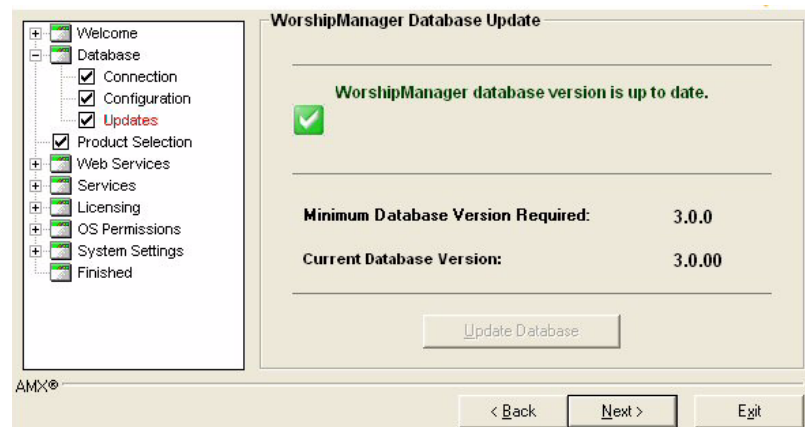 Welcome
Database
Connection
Configuration
Updates
Product Selection
Web Services
Services
Licensing
OS Permissions
System Settings
Finished
WorshipManager Database Update
WorshipManager database version is up to date.
Minimum Database Version Required: 3.0.0
Current Database Version: 3.0.00
Update Database
AMX®
< Back Next > Exit